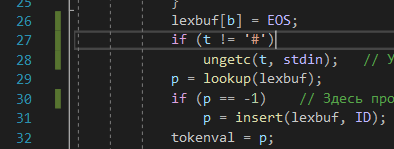 25 }
26 lexbuf[b] = EOS;
27 if (t != '#')
28 ungetc(t, stdin); //
29 p = lookup(lexbuf);
30 if (p == -1) // Здесь про
31 p = insert(lexbuf, ID);
32 tokenval = p;